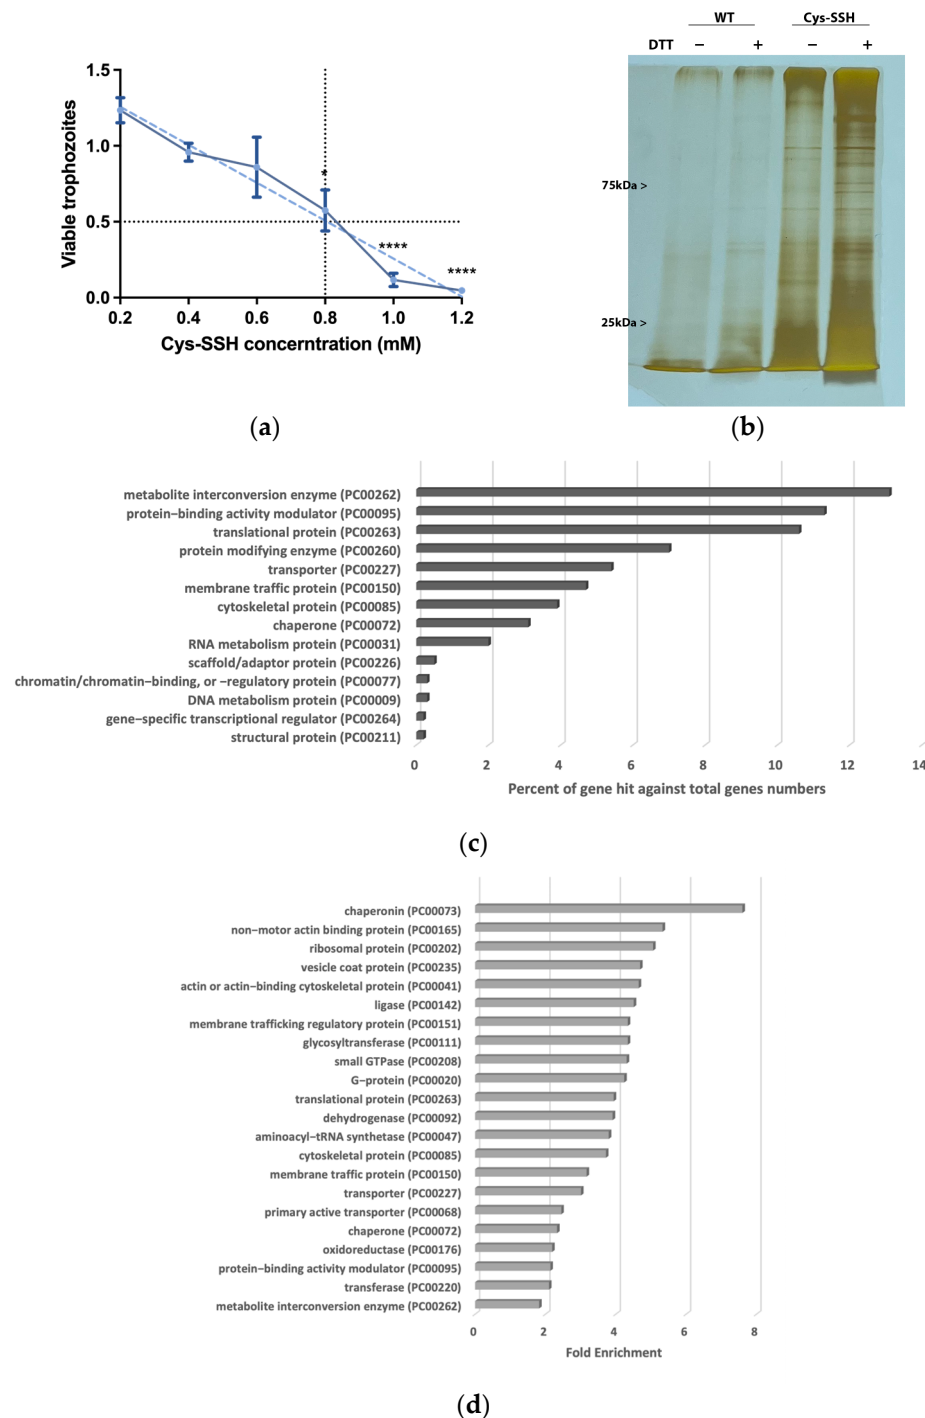 WT Cys-SSH
DTT − + − +
1.5
1.0
0.5
0.0
Viable trophozoites
*
****
****
0.2 0.4 0.6 0.8 1.0 1.2
Cys-SSH concerntration (mM)
75kDa >
25kDa >
(a) (b)
metabolite interconversion enzyme (PC00262)
protein−binding activity modulator (PC00095)
translational protein (PC00263)
protein modifying enzyme (PC00260)
transporter (PC00227)
membrane traffic protein (PC00150)
cytoskeletal protein (PC00085)
chaperone (PC00072)
RNA metabolism protein (PC00031)
scaffold/adaptor protein (PC00226)
chromatin/chromatin−binding, or −regulatory protein (PC00077)
DNA metabolism protein (PC00009)
gene−specific transcriptional regulator (PC00264)
structural protein (PC00211)
0 2 4 6 8 10 12 14
Percent of gene hit against total genes numbers
(c)
chaperonin (PC00073)
non−motor actin binding protein (PC00165)
ribosomal protein (PC00202)
vesicle coat protein (PC00235)
actin or actin−binding cytoskeletal protein (PC00041)
ligase (PC00142)
membrane trafficking regulatory protein (PC00151)
glycosyltransferase (PC00111)
small GTPase (PC00208)
G−protein (PC00020)
translational protein (PC00263)
dehydrogenase (PC00092)
aminoacyl−tRNA synthetase (PC00047)
cytoskeletal protein (PC00085)
membrane traffic protein (PC00150)
transporter (PC00227)
primary active transporter (PC00068)
chaperone (PC00072)
oxidoreductase (PC00176)
protein−binding activity modulator (PC00095)
transferase (PC00220)
metabolite interconversion enzyme (PC00262)
0 2 4 6 8
Fold Enrichment
(d)